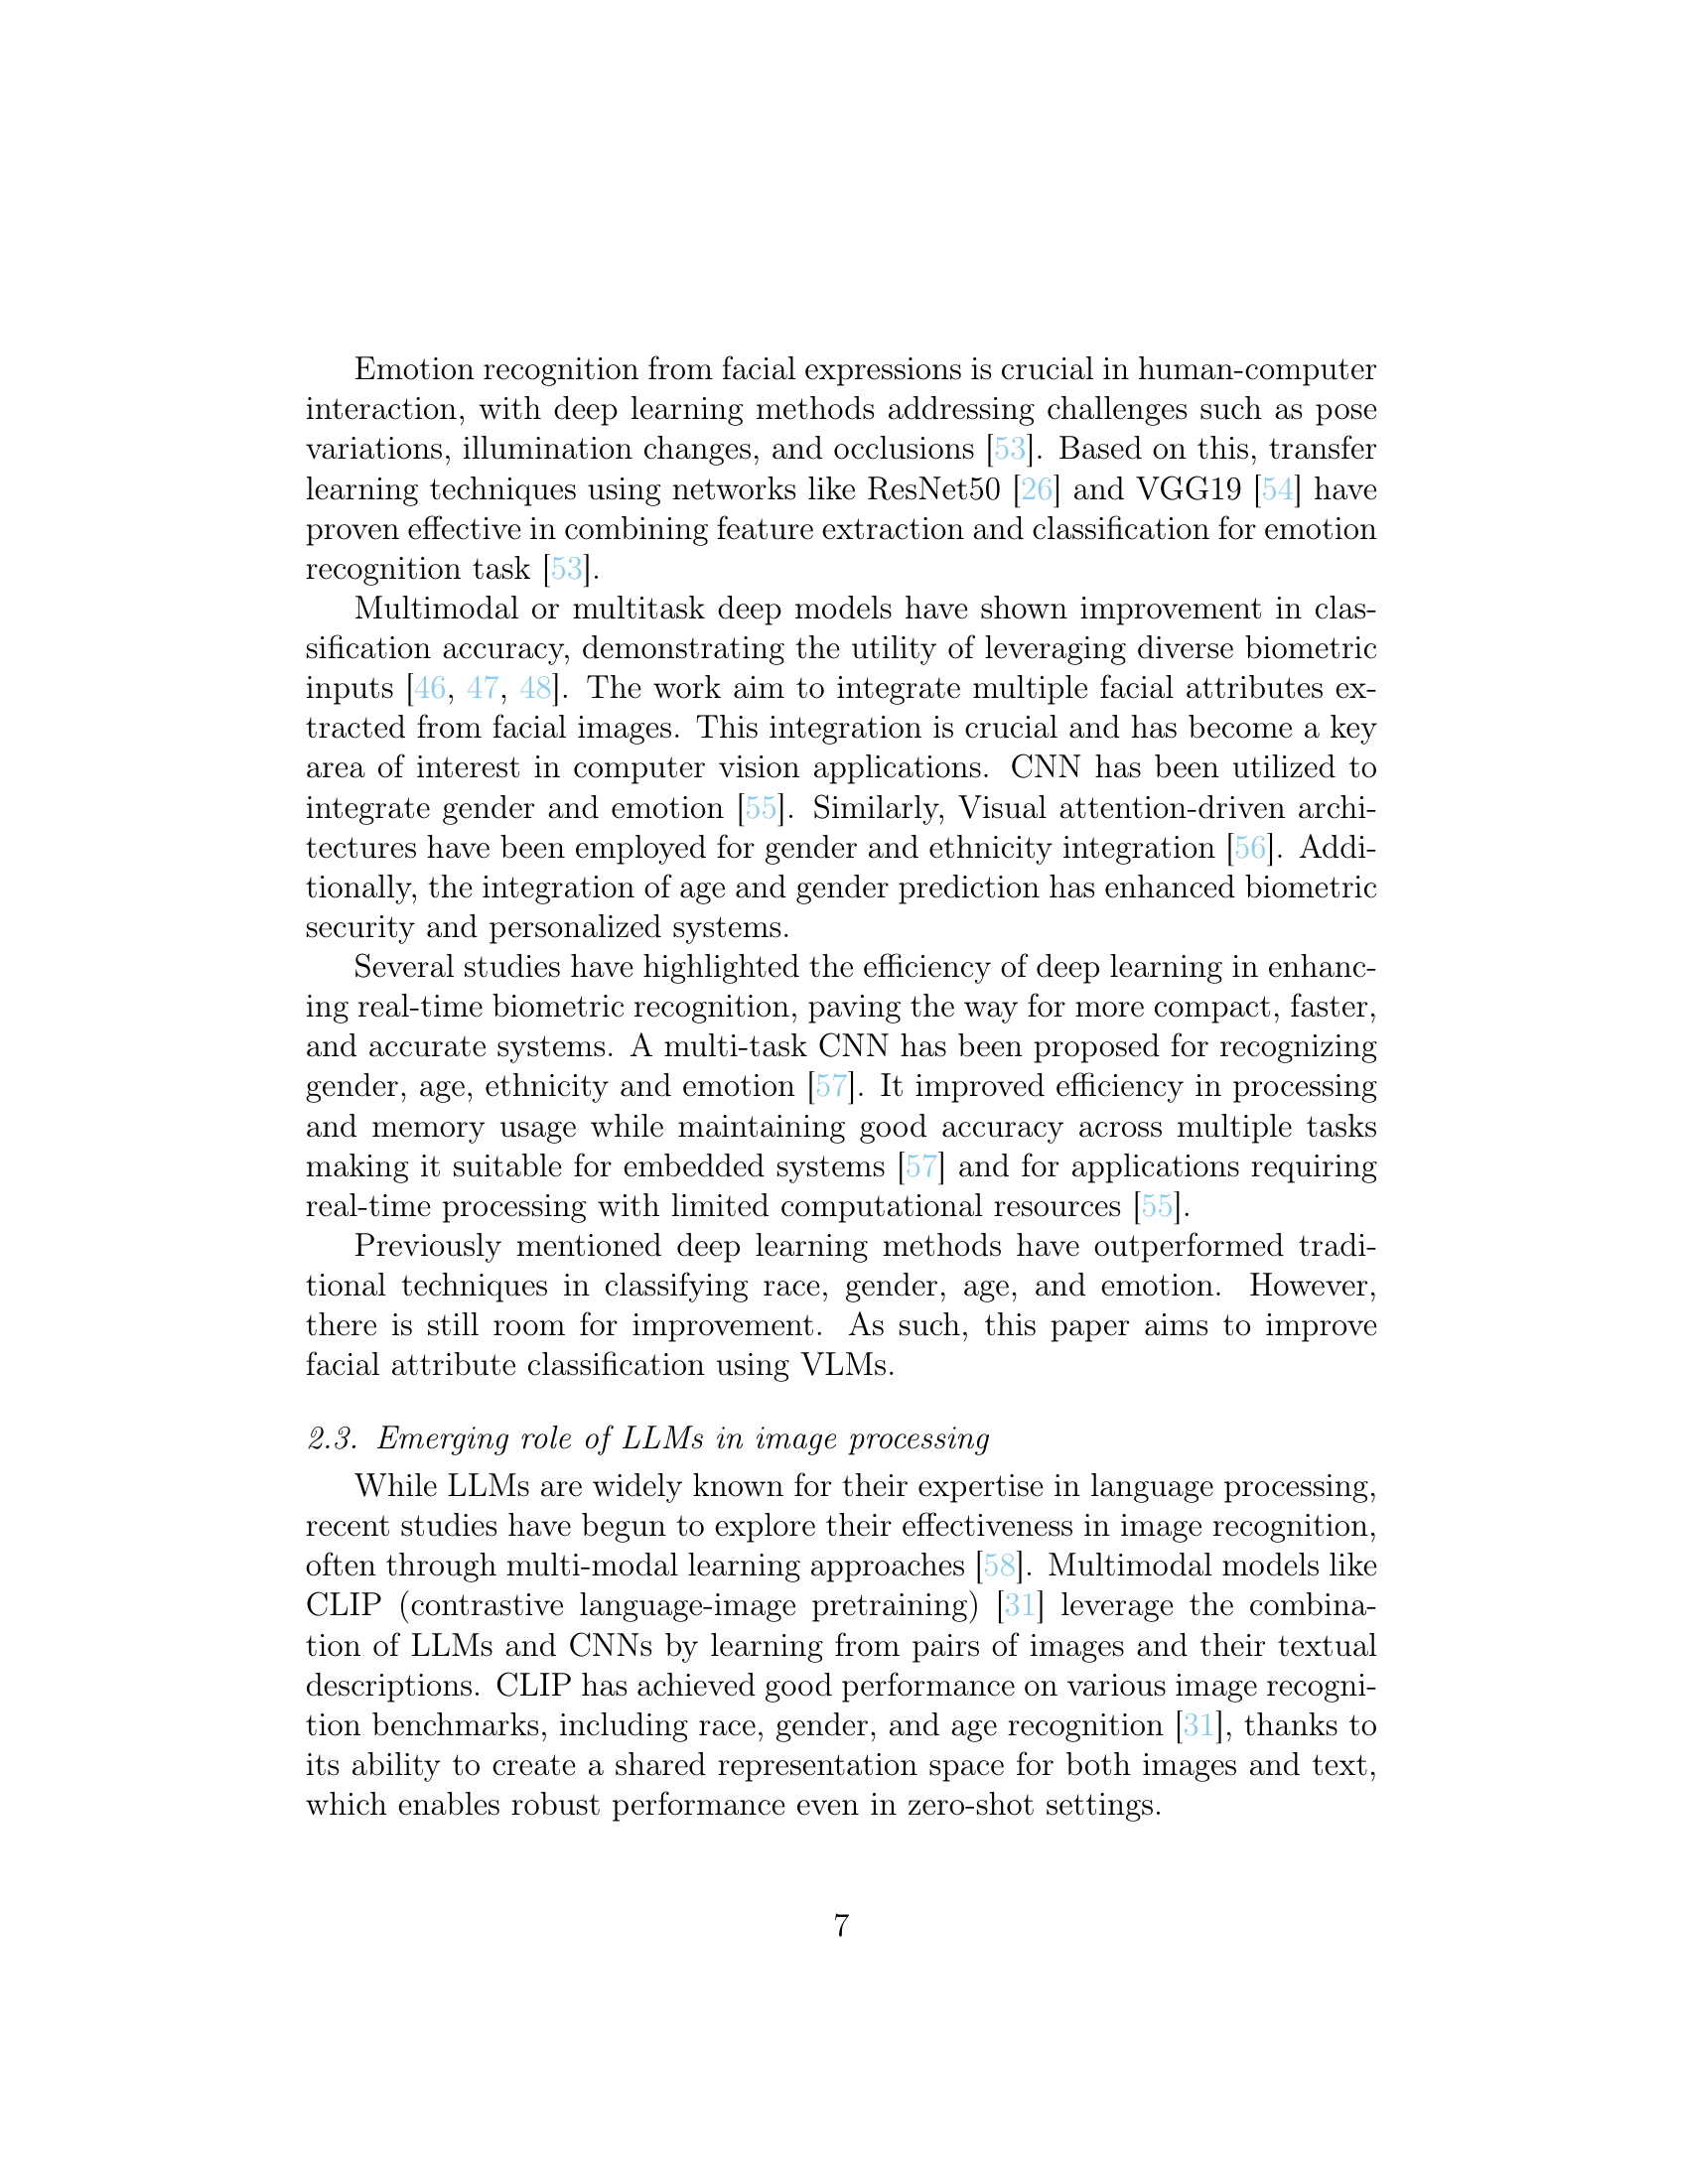 Emotion recognition from facial expressions is crucial in human-computer
interaction, with deep learning methods addressing challenges such as pose
variations, illumination changes, and occlusions [53]. Based on this, transfer
learning techniques using networks like ResNet50 [26] and VGG19 [54] have
proven effective in combining feature extraction and classification for emotion
recognition task [53].
Multimodal or multitask deep models have shown improvement in clas-
sification accuracy, demonstrating the utility of leveraging diverse biometric
inputs [46, 47, 48]. The work aim to integrate multiple facial attributes ex-
tracted from facial images. This integration is crucial and has become a key
area of interest in computer vision applications. CNN has been utilized to
integrate gender and emotion [55]. Similarly, Visual attention-driven archi-
tectures have been employed for gender and ethnicity integration [56]. Addi-
tionally, the integration of age and gender prediction has enhanced biometric
security and personalized systems.
Several studies have highlighted the efficiency of deep learning in enhanc-
ing real-time biometric recognition, paving the way for more compact, faster,
and accurate systems. A multi-task CNN has been proposed for recognizing
gender, age, ethnicity and emotion [57]. It improved efficiency in processing
and memory usage while maintaining good accuracy across multiple tasks
making it suitable for embedded systems [57] and for applications requiring
real-time processing with limited computational resources [55].
Previously mentioned deep learning methods have outperformed tradi-
tional techniques in classifying race, gender, age, and emotion. However,
there is still room for improvement. As such, this paper aims to improve
facial attribute classification using VLMs.
2.3. Emerging role of LLMs in image processing
While LLMs are widely known for their expertise in language processing,
recent studies have begun to explore their effectiveness in image recognition,
often through multi-modal learning approaches [58]. Multimodal models like
CLIP (contrastive language-image pretraining) [31] leverage the combina-
tion of LLMs and CNNs by learning from pairs of images and their textual
descriptions. CLIP has achieved good performance on various image recogni-
tion benchmarks, including race, gender, and age recognition [31], thanks to
its ability to create a shared representation space for both images and text,
which enables robust performance even in zero-shot settings.
7